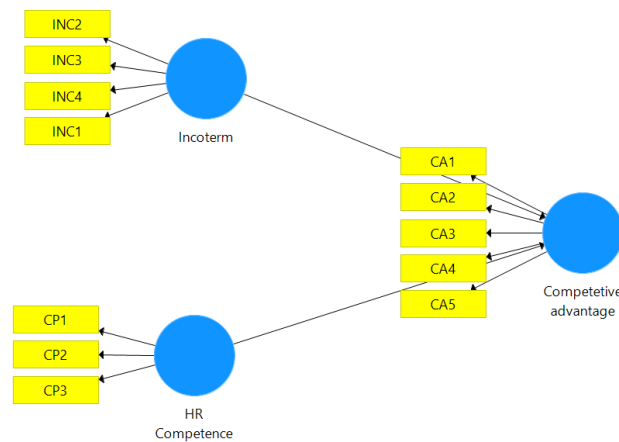 INC2
INC3
INC4
INC1
Incoterm
CA1
CA2
CA3
CA4
CA5
Competetive
advantage
CP1
CP2
CP3
HR
Competence